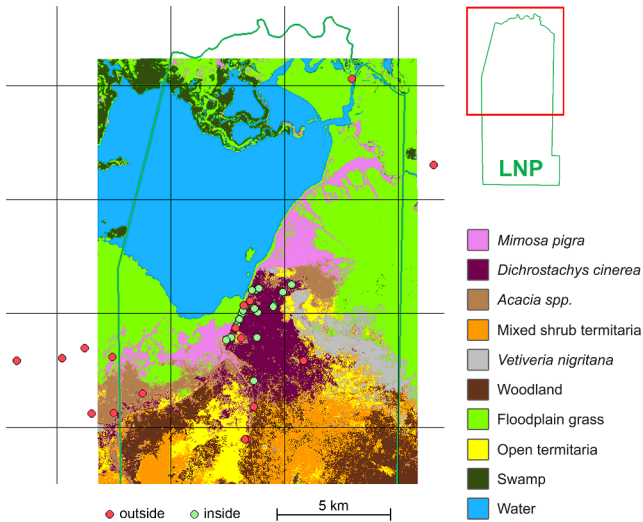 LNP
Mimosa pigra
Dichrostachys cinerea
Acacia spp.
Mixed shrub termitaria
Vetiveria nigritana
Woodland
Floodplain grass
Open termitaria
Swamp
Water
outside
inside
5 km